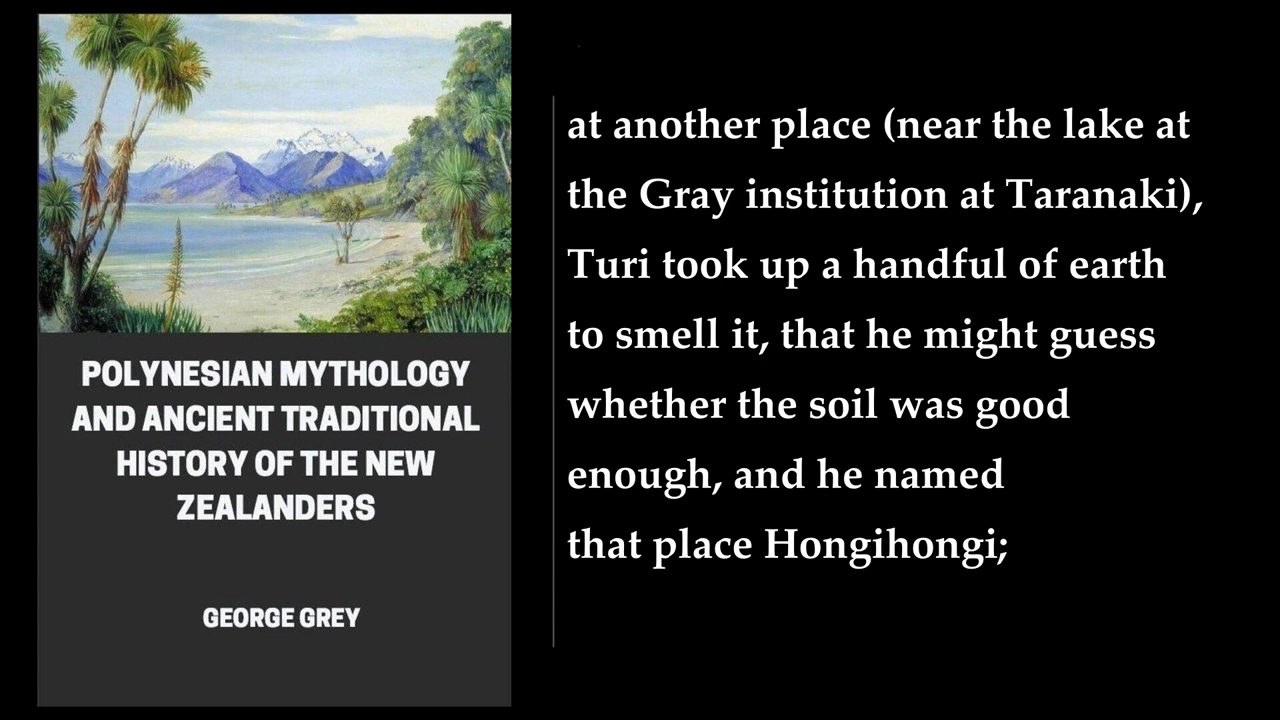 POLYNESIAN MYTHOLOGY
AND ANCIENT TRADITIONAL
HISTORY OF THE NEW
ZEALANDERS
GEORGE GREY
at another place (near the lake at
the Gray institution at Taranaki),
Turi took up a handful of earth
to smell it, that he might guess
whether the soil was good
enough, and he named
that place Hongihongi;